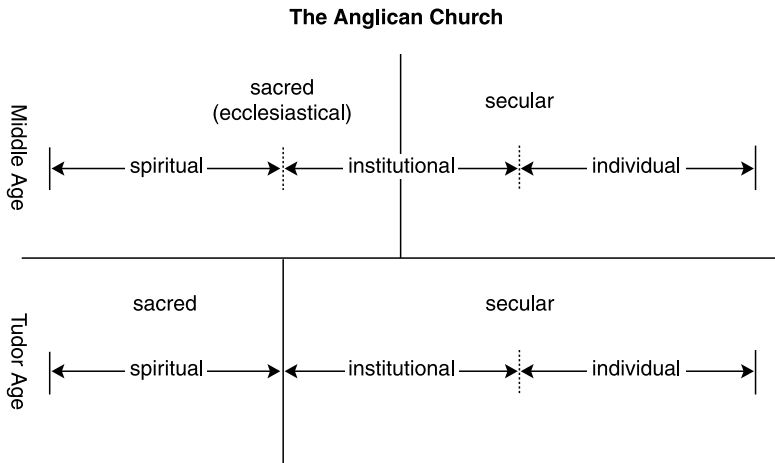 The Anglican Church
Middle Age
sacred
(ecclesiastical)
secular
spiritual
institutional
individual
Tudor Age
sacred
secular
spiritual
institutional
individual